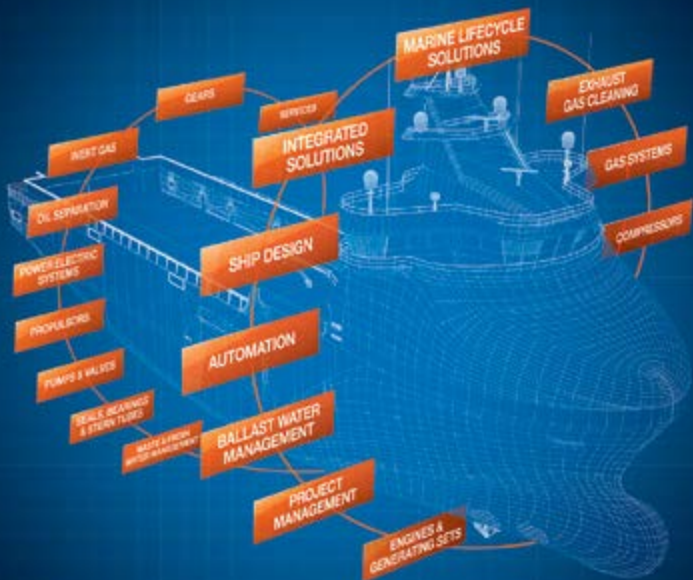 MARINE LIFECYCLE
SOLUTIONS
EXHAUST
GAS CLEANING
GAS SYSTEMS
COMPRESSORS
GEARS
SERVICES
INTEGRATED
SOLUTIONS
INERT GAS
OIL SEPARATION
SHIP DESIGN
POWER ELECTRIC
SYSTEMS
PROPULSORS
AUTOMATION
PUMPS & VALVES
SEALS, BEARINGS
& STERN TUBES
WASTE & FRESH
WATER MANAGEMENT
BALLAST WATER
MANAGEMENT
PROJECT
MANAGEMENT
ENGINES &
GENERATING SETS